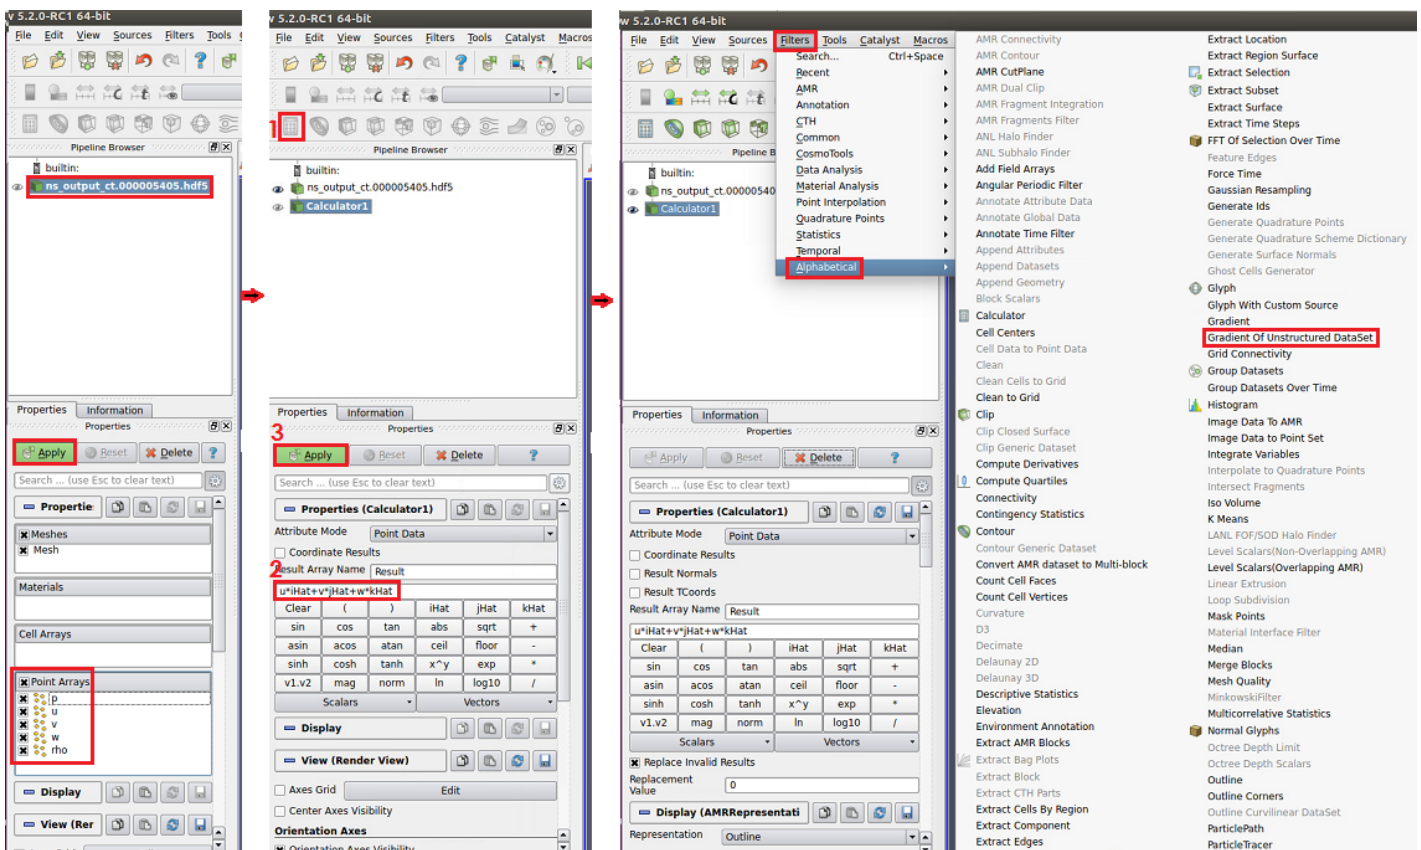 w 5.2.0-RC1 64-bit
File Edit View Sources Filters Tools
Pipeline Browser
builtin:
ns_output_ct.000005405.hdf5
Properties Information
Properties
Apply Reset Delete ?
Search ... (use Esc to clear text)
Propertie
Meshes
Mesh
Materials
Cell Arrays
Point Arrays
p
u
v
w
rho
Display
View (Rer
v 5.2.0-RC1 64-bit
File Edit View Sources Filters Tools Catalyst Macros
1
Pipeline Browser
builtin:
ns_output_ct.000005405.hdf5
Calculator1
Properties Information
Properties
3
Apply Reset Delete ?
Search ... (use Esc to clear text)
Properties (Calculator1)
Attribute Mode Point Data
Coordinate Results
Result Array Name Result
2
u*iHat+v*jHat+w*kHat
Clear ( ) iHat jHat kHat
sin cos tan abs sqrt +
asin acos atan ceil floor -
sinh cosh tanh x^y exp *
v1.v2 mag norm ln log10 /
Scalars Vectors
Display
View (Render View)
Axes Grid Edit
Center Axes Visibility
Orientation Axes
Orientation Axes Visibility
w 5.2.0-RC1 64-bit
File Edit View Sources Filters Tools Catalyst Macros
Pipeline B
builtin:
ns_output_ct.00000540
Calculator1
Search... Ctrl+Space
Recent
AMR
Annotation
CTH
Common
CosmoTools
Data Analysis
Material Analysis
Point Interpolation
Quadrature Points
Statistics
Temporal
Alphabetical
Properties Information
Properties
Apply Reset Delete ?
Search ... (use Esc to clear text)
Properties (Calculator1)
Attribute Mode Point Data
Coordinate Results
Result Normals
Result TCoords
Result Array Name Result
u*iHat+v*jHat+w*kHat
Clear ( ) iHat jHat kHat
sin cos tan abs sqrt +
asin acos atan ceil floor -
sinh cosh tanh x^y exp *
v1.v2 mag norm ln log10 /
Scalars Vectors
Replace Invalid Results
Replacement
Value
0
Display (AMRRepresentati
Representation Outline
AMR Connectivity
AMR Contour
AMR CutPlane
AMR Dual Clip
AMR Fragment Integration
AMR Fragments Filter
ANL Halo Finder
ANL Subhalo Finder
Add Field Arrays
Angular Periodic Filter
Annotate Attribute Data
Annotate Global Data
Annotate Time Filter
Append Attributes
Append Datasets
Append Geometry
Block Scalars
Calculator
Cell Centers
Cell Data to Point Data
Clean
Clean Cells to Grid
Clean to Grid
Clip
Clip Closed Surface
Clip Generic Dataset
Compute Derivatives
Compute Quartiles
Connectivity
Contingency Statistics
Contour
Contour Generic Dataset
Convert AMR dataset to Multi-block
Count Cell Faces
Count Cell Vertices
Curvature
D3
Decimate
Delaunay 2D
Delaunay 3D
Descriptive Statistics
Elevation
Environment Annotation
Extract AMR Blocks
Extract Bag Plots
Extract Block
Extract CTH Parts
Extract Cells By Region
Extract Component
Extract Edges
Extract Location
Extract Region Surface
Extract Selection
Extract Subset
Extract Surface
Extract Time Steps
FFT Of Selection Over Time
Feature Edges
Force Time
Gaussian Resampling
Generate Ids
Generate Quadrature Points
Generate Quadrature Scheme Dictionary
Generate Surface Normals
Ghost Cells Generator
Glyph
Glyph With Custom Source
Gradient
Gradient Of Unstructured DataSet
Grid Connectivity
Group Datasets
Group Datasets Over Time
Histogram
Image Data To AMR
Image Data to Point Set
Integrate Variables
Interpolate to Quadrature Points
Intersect Fragments
Iso Volume
K Means
LANL FOF/SOD Halo Finder
Level Scalars(Non-Overlapping AMR)
Level Scalars(Overlapping AMR)
Linear Extrusion
Loop Subdivision
Mask Points
Material Interface Filter
Median
Merge Blocks
Mesh Quality
MinkowskiFilter
Multicorrelative Statistics
Normal Glyphs
Octree Depth Limit
Octree Depth Scalars
Outline
Outline Corners
Outline Curvilinear DataSet
ParticlePath
ParticleTracer